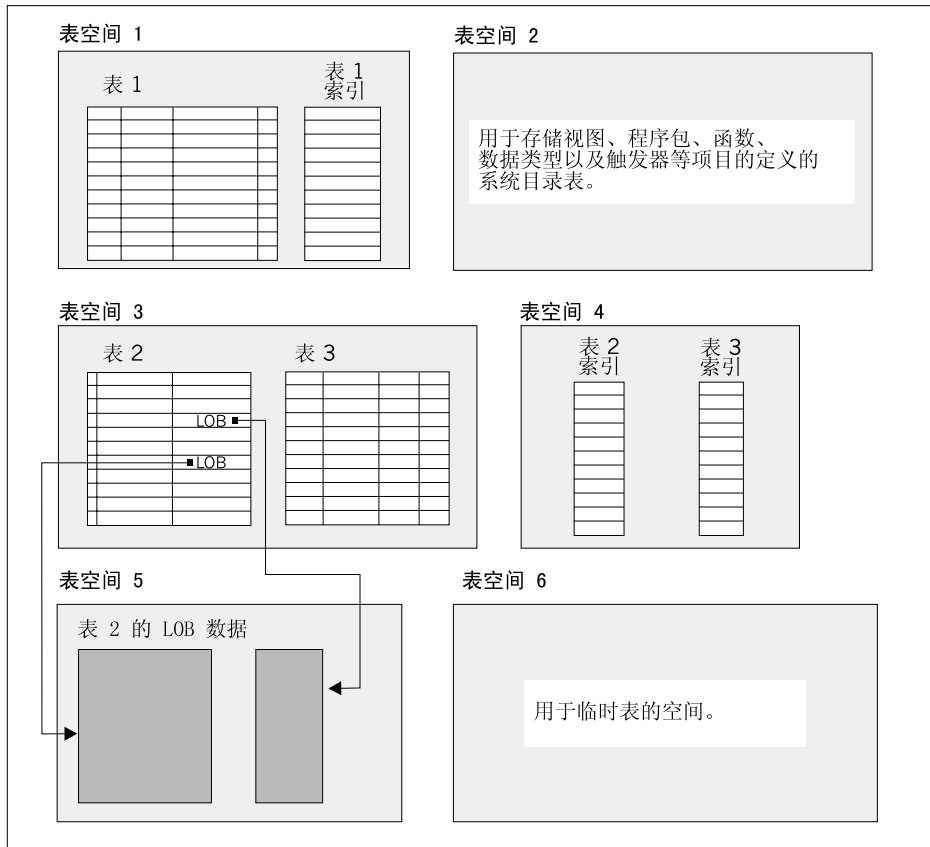 表空间 1
表 1
表 1
索引
表空间 2
用于存储视图、程序包、函数、
数据类型以及触发器等项目的定义的
系统目录表。
表空间 3
表 2
表 3
LOB
LOB
表空间 4
表 2
索引
表 3
索引
表空间 5
表 2 的 LOB 数据
表空间 6
用于临时表的空间。